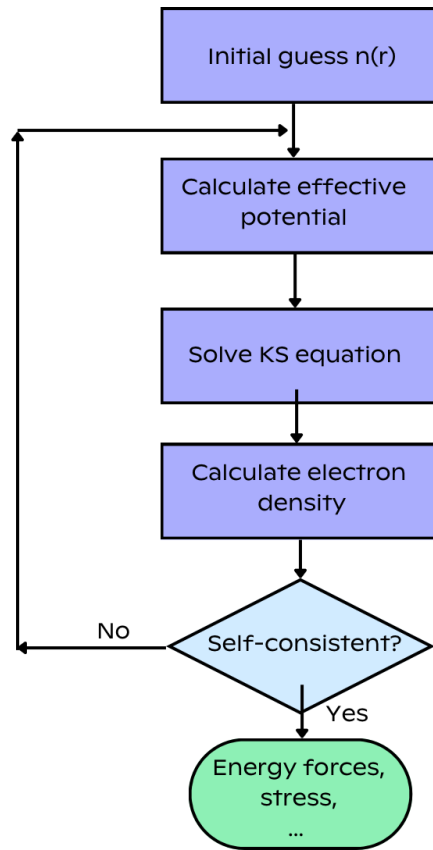 Initial guess n(r)
Calculate effective
potential
Solve KS equation
Calculate electron
density
Self-consistent?
No
Yes
Energy forces,
stress,
...